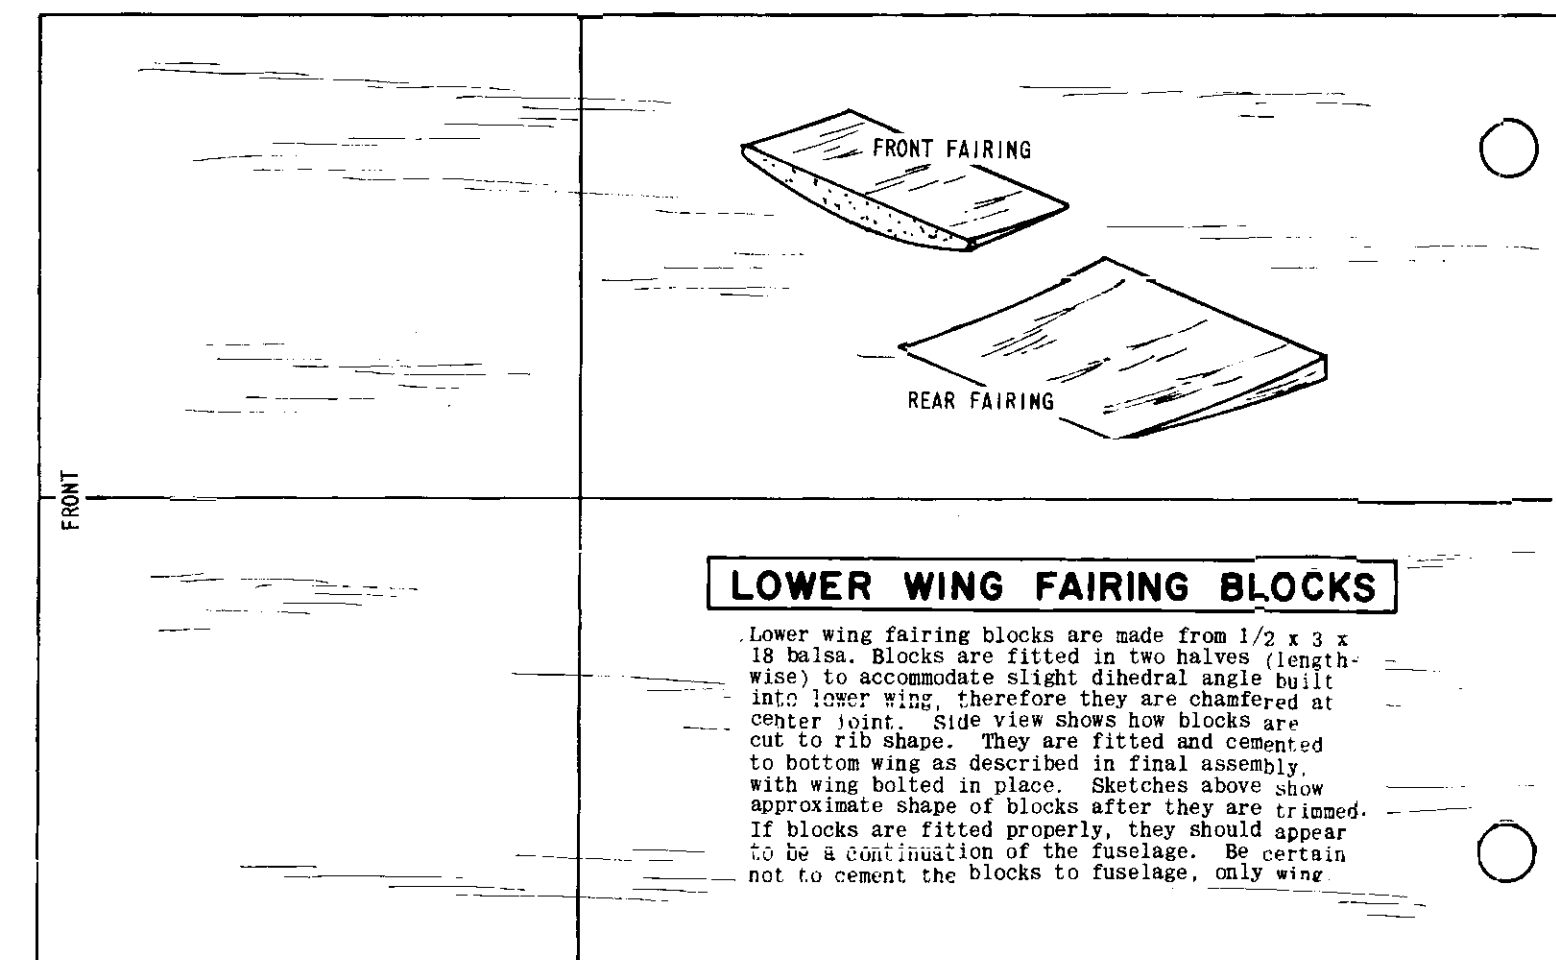 FRONT FAIRING
REAR FAIRING
FRONT
LOWER WING FAIRING BLOCKS
Lower wing fairing blocks are made from 1/2 x 3 x
18 balsa. Blocks are fitted in two halves (length-
wise) to accommodate slight dihedral angle built
into lower wing, therefore they are chamfered at
center joint. Side view shows how blocks are
cut to rib shape. They are fitted and cemented
to bottom wing as described in final assembly,
with wing bolted in place. Sketches above show
approximate shape of blocks after they are trimmed.
If blocks are fitted properly, they should appear
to be a continuation of the fuselage. Be certain
not to cement the blocks to fuselage, only wing